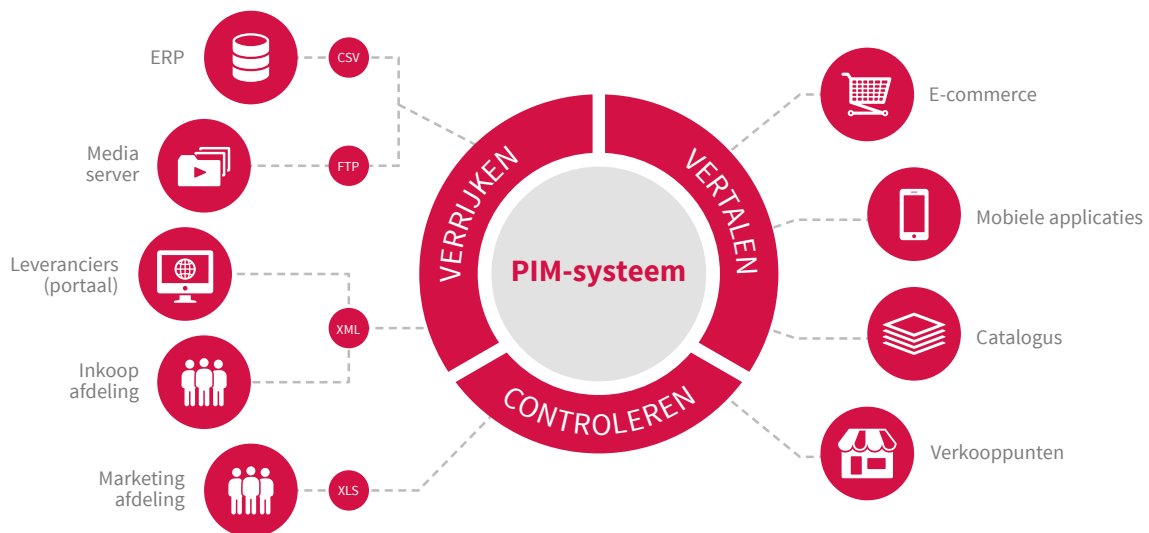 ERP
CSV
Media
server
FTP
Leveranciers
(portaal)
XML
Inkoop
afdeling
Marketing
afdeling
XLS
VERRIJKEN
VERTALEN
CONTROLEREN
PIM-systeem
E-commerce
Mobiele applicaties
Catalogus
Verkooppunten